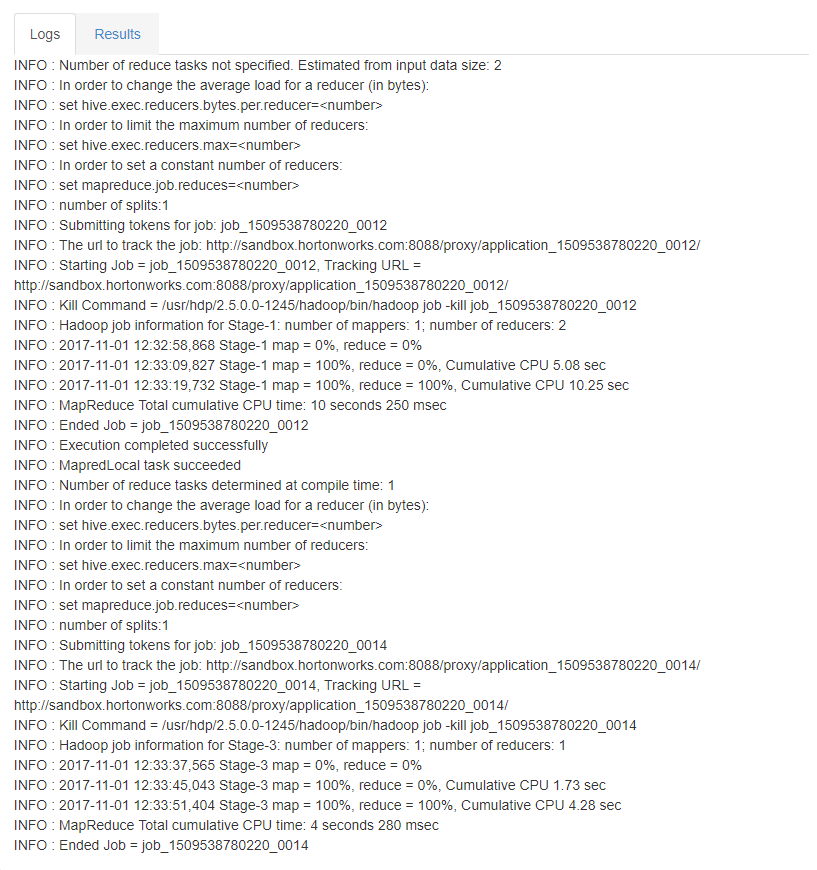 Logs Results
INFO : Number of reduce tasks not specified. Estimated from input data size: 2
INFO : In order to change the average load for a reducer (in bytes):
INFO : set hive.exec.reducers.bytes.per.reducer=<number>
INFO : In order to limit the maximum number of reducers:
INFO : set hive.exec.reducers.max=<number>
INFO : In order to set a constant number of reducers:
INFO : set mapreduce.job.reduces=<number>
INFO : number of splits:1
INFO : Submitting tokens for job: job_1509538780220_0012
INFO : The url to track the job: http://sandbox.hortonworks.com:8088/proxy/application_1509538780220_0012/
INFO : Starting Job = job_1509538780220_0012, Tracking URL =
http://sandbox.hortonworks.com:8088/proxy/application_1509538780220_0012/
INFO : Kill Command = /usr/hdp/2.5.0.0-1245/hadoop/bin/hadoop job -kill job_1509538780220_0012
INFO : Hadoop job information for Stage-1: number of mappers: 1; number of reducers: 2
INFO : 2017-11-01 12:32:58,868 Stage-1 map = 0%, reduce = 0%
INFO : 2017-11-01 12:33:09,827 Stage-1 map = 100%, reduce = 0%, Cumulative CPU 5.08 sec
INFO : 2017-11-01 12:33:19,732 Stage-1 map = 100%, reduce = 100%, Cumulative CPU 10.25 sec
INFO : MapReduce Total cumulative CPU time: 10 seconds 250 msec
INFO : Ended Job = job_1509538780220_0012
INFO : Execution completed successfully
INFO : MapredLocal task succeeded
INFO : Number of reduce tasks determined at compile time: 1
INFO : In order to change the average load for a reducer (in bytes):
INFO : set hive.exec.reducers.bytes.per.reducer=<number>
INFO : In order to limit the maximum number of reducers:
INFO : set hive.exec.reducers.max=<number>
INFO : In order to set a constant number of reducers:
INFO : set mapreduce.job.reduces=<number>
INFO : number of splits:1
INFO : Submitting tokens for job: job_1509538780220_0014
INFO : The url to track the job: http://sandbox.hortonworks.com:8088/proxy/application_1509538780220_0014/
INFO : Starting Job = job_1509538780220_0014, Tracking URL =
http://sandbox.hortonworks.com:8088/proxy/application_1509538780220_0014/
INFO : Kill Command = /usr/hdp/2.5.0.0-1245/hadoop/bin/hadoop job -kill job_1509538780220_0014
INFO : Hadoop job information for Stage-3: number of mappers: 1; number of reducers: 1
INFO : 2017-11-01 12:33:37,565 Stage-3 map = 0%, reduce = 0%
INFO : 2017-11-01 12:33:45,043 Stage-3 map = 100%, reduce = 0%, Cumulative CPU 1.73 sec
INFO : 2017-11-01 12:33:51,404 Stage-3 map = 100%, reduce = 100%, Cumulative CPU 4.28 sec
INFO : MapReduce Total cumulative CPU time: 4 seconds 280 msec
INFO : Ended Job = job_1509538780220_0014